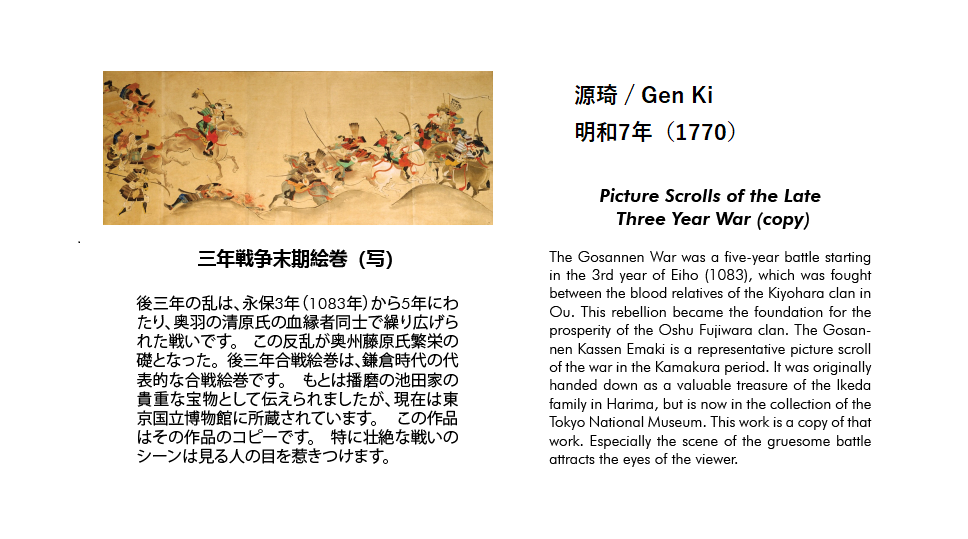 源琦 / Gen Ki
明和7年（1770）
三年戦争末期絵巻 (写)
後三年の乱は、永保3年（1083年）から5年にわ
たり、奥羽の清原氏の血縁者同士で繰り広げら
れた戦いです。 この反乱が奥州藤原氏繁栄の
礎となった。後三年合戦絵巻は、鎌倉時代の代
表的な合戦絵巻です。 もとは播磨の池田家の
貴重な宝物として伝えられましたが、現在は東
京国立博物館に所蔵されています。 この作品
はその作品のコピーです。 特に壮絶な戦いの
シーンは見る人の目を惹きつけます。
Picture Scrolls of the Late
Three Year War (copy)
The Gosannen War was a five-year battle starting
in the 3rd year of Eiho (1083), which was fought
between the blood relatives of the Kiyohara clan in
Ou. This rebellion became the foundation for the
prosperity of the Oshu Fujiwara clan. The Gosan-
nen Kassen Emaki is a representative picture scroll
of the war in the Kamakura period. It was originally
handed down as a valuable treasure of the Ikeda
family in Harima, but is now in the collection of the
Tokyo National Museum. This work is a copy of that
work. Especially the scene of the gruesome battle
attracts the eyes of the viewer.